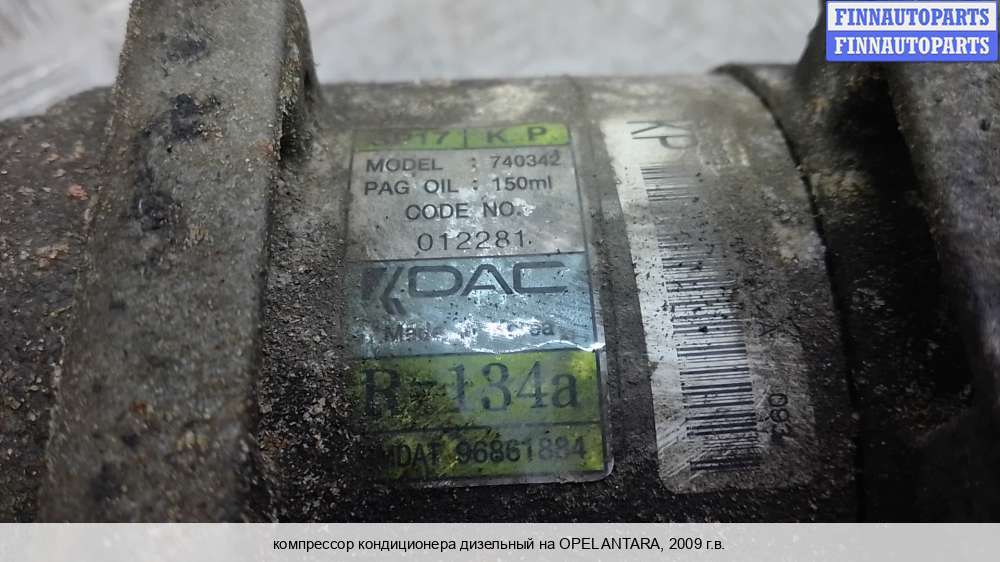 FINNAUTOPARTS
FINNAUTOPARTS
KP
MODEL : 740342
PAG OIL : 150ml
CODE NO.
012281
KDAC
R-134a
96861884
компрессор кондиционера дизельный на OPEL ANTARA, 2009 г.в.